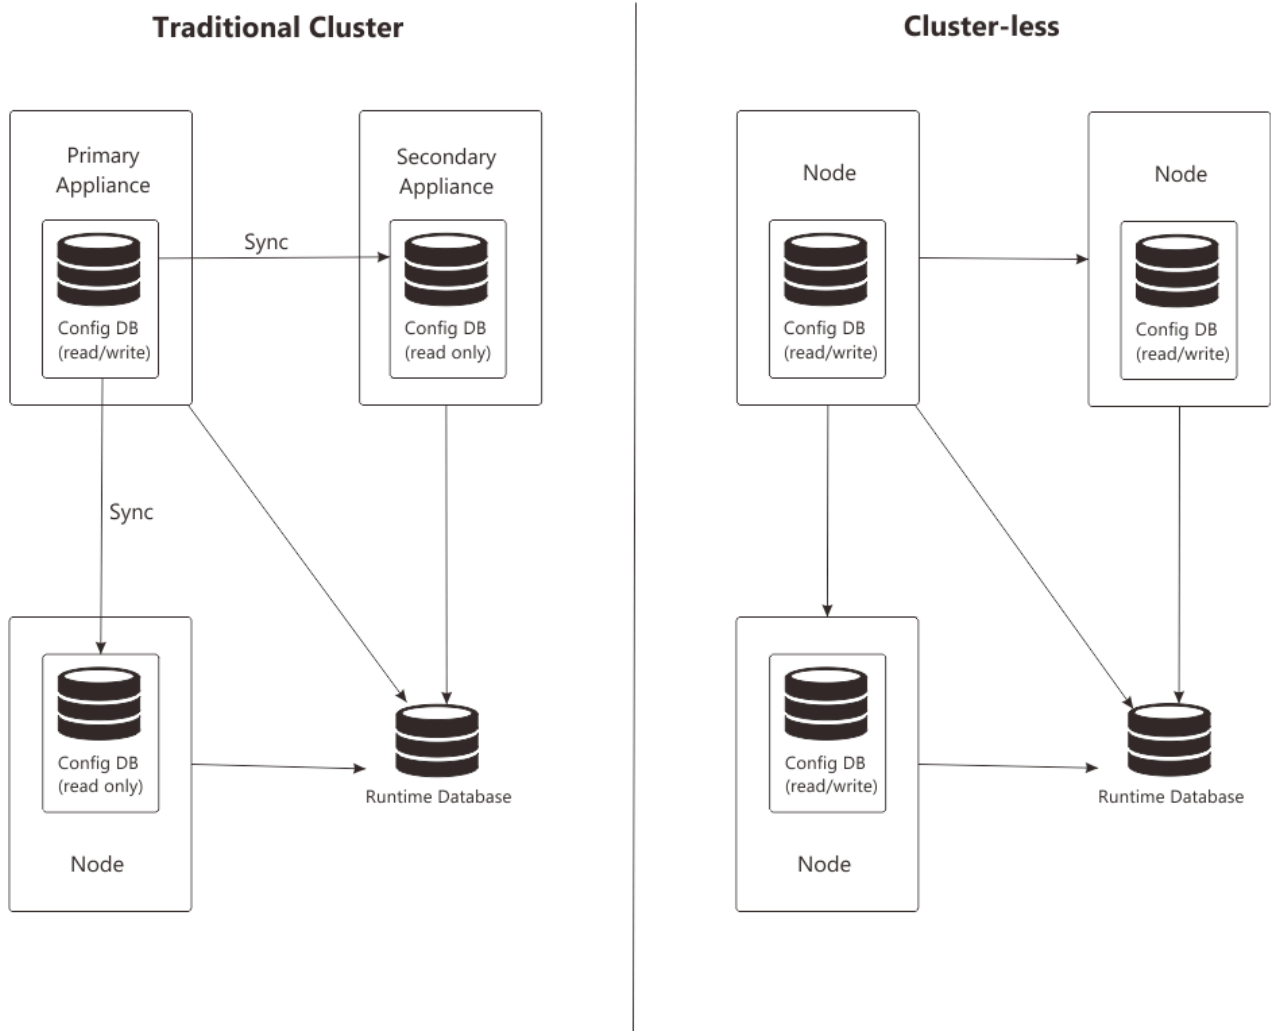 Traditional Cluster
Primary
Appliance
Config DB
(read/write)
Sync
Secondary
Appliance
Config DB
(read only)
Sync
Config DB
(read only)
Node
Runtime Database
Cluster-less
Node
Config DB
(read/write)
Node
Config DB
(read/write)
Config DB
(read/write)
Node
Runtime Database